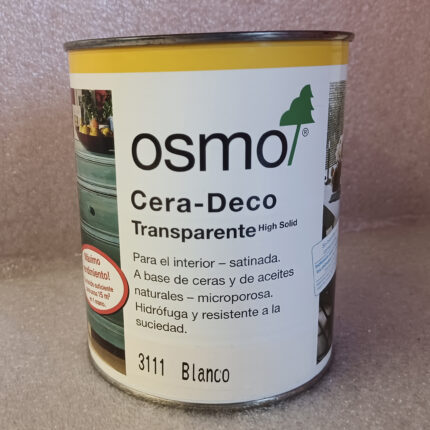 osmo®
Cera-Deco
Transparente High Solid
Para el interior – satinada.
A base de ceras y de aceites
naturales – microporosa.
Hidrófuga y resistente a la
suciedad.
3111 Blanco